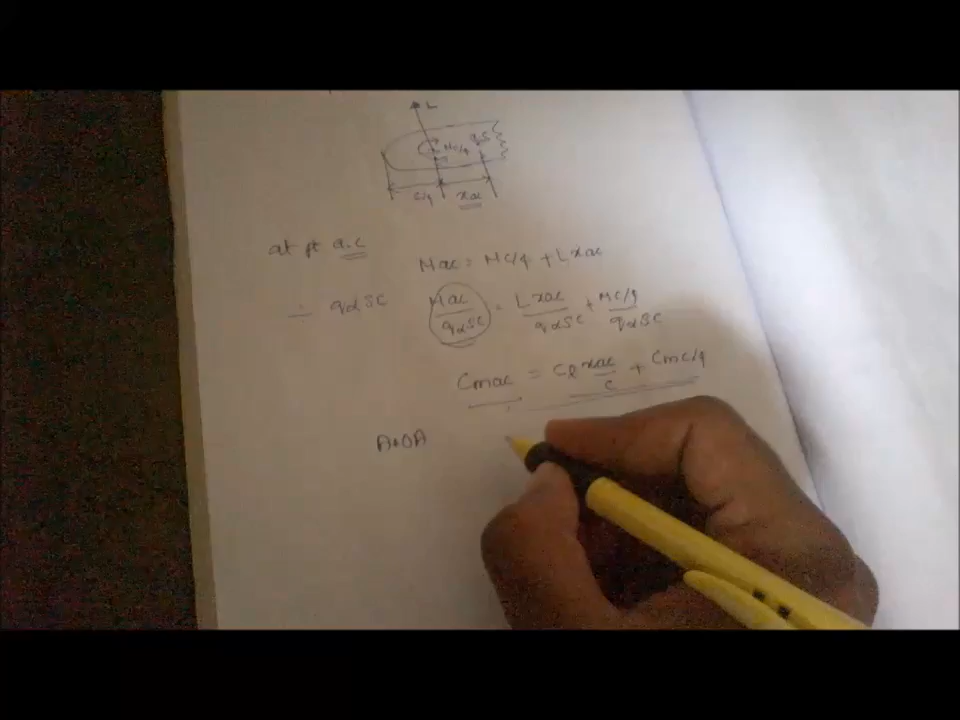 L
Mc/4
c/4 xac
at pt a.c
Mac = Mc/4 + L xac
÷ q∝SC Mac/q∝SC = L xac/q∝SC + Mc/4/q∝SC
Cmac = Cl xac/c + Cmc/4
AOA